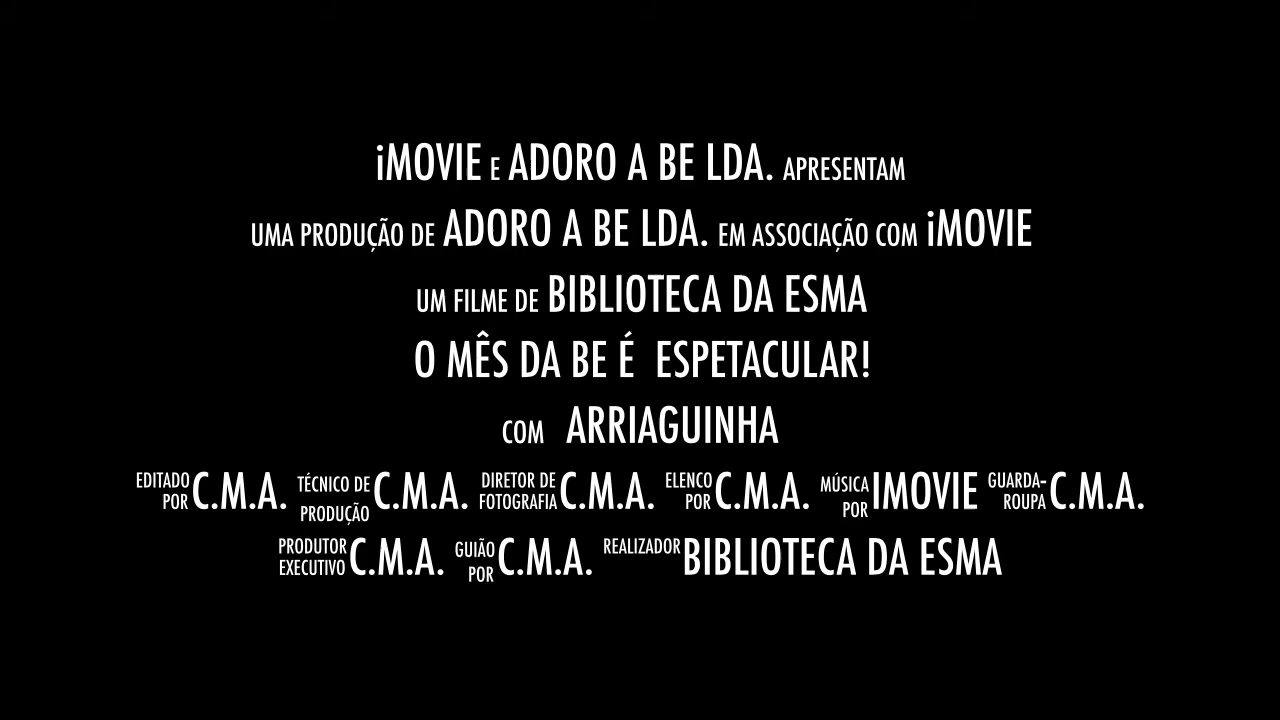 iMOVIE E ADORO A BE LDA. APRESENTAM
UMA PRODUÇÃO DE ADORO A BE LDA. EM ASSOCIAÇÃO COM iMOVIE
UM FILME DE BIBLIOTECA DA ESMA
O MÊS DA BE É ESPETACULAR!
COM ARRIAGUINHA
EDITADO POR C.M.A. TÉCNICO DE PRODUÇÃO C.M.A. DIRETOR DE FOTOGRAFIA C.M.A. ELENCO POR C.M.A. MÚSICA POR IMOVIE GUARDA-ROUPA C.M.A.
PRODUTOR EXECUTIVO C.M.A. GUIÃO POR C.M.A. REALIZADOR BIBLIOTECA DA ESMA